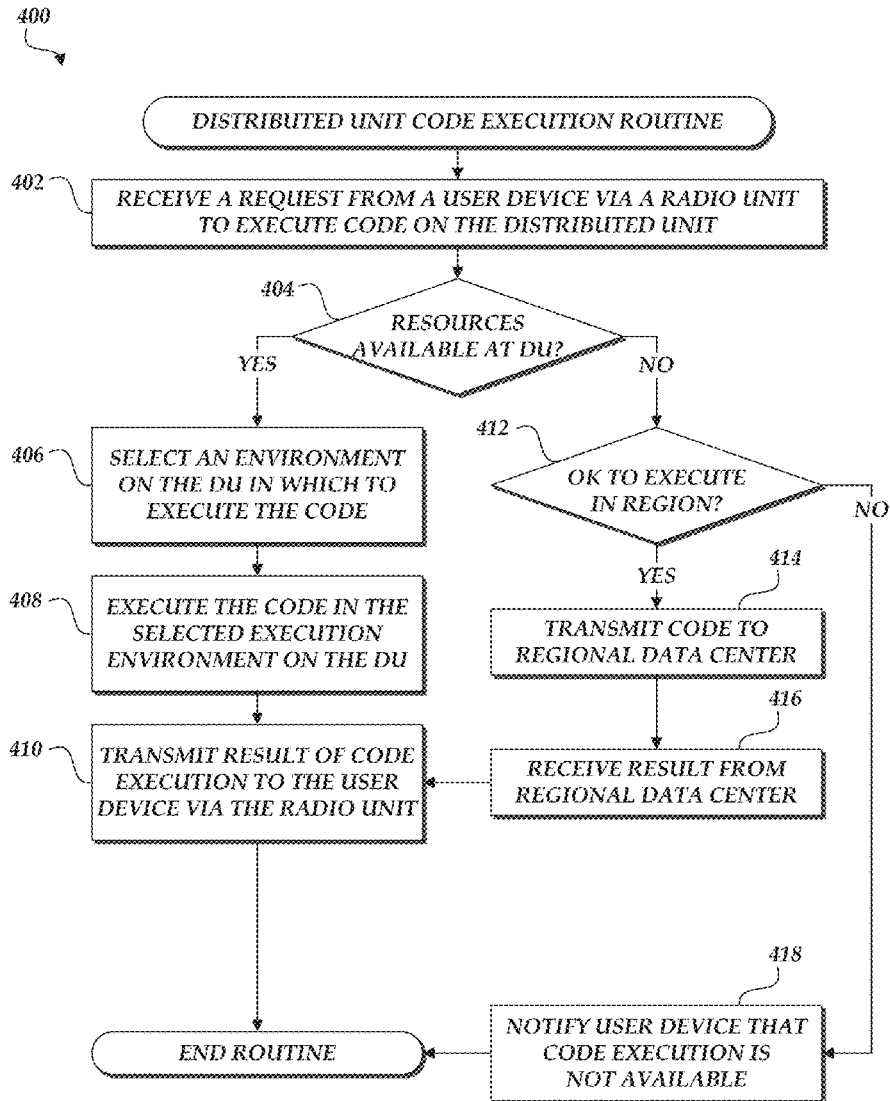 400
DISTRIBUTED UNIT CODE EXECUTION ROUTINE
402
RECEIVE A REQUEST FROM A USER DEVICE VIA A RADIO UNIT
TO EXECUTE CODE ON THE DISTRIBUTED UNIT
404
RESOURCES
AVAILABLE AT DU?
YES
NO
406
SELECT AN ENVIRONMENT
ON THE DU IN WHICH TO
EXECUTE THE CODE
412
OK TO EXECUTE
IN REGION?
NO
YES
408
EXECUTE THE CODE IN THE
SELECTED EXECUTION
ENVIRONMENT ON THE DU
414
TRANSMIT CODE TO
REGIONAL DATA CENTER
410
TRANSMIT RESULT OF CODE
EXECUTION TO THE USER
DEVICE VIA THE RADIO UNIT
416
RECEIVE RESULT FROM
REGIONAL DATA CENTER
418
NOTIFY USER DEVICE THAT
CODE EXECUTION IS
NOT AVAILABLE
END ROUTINE